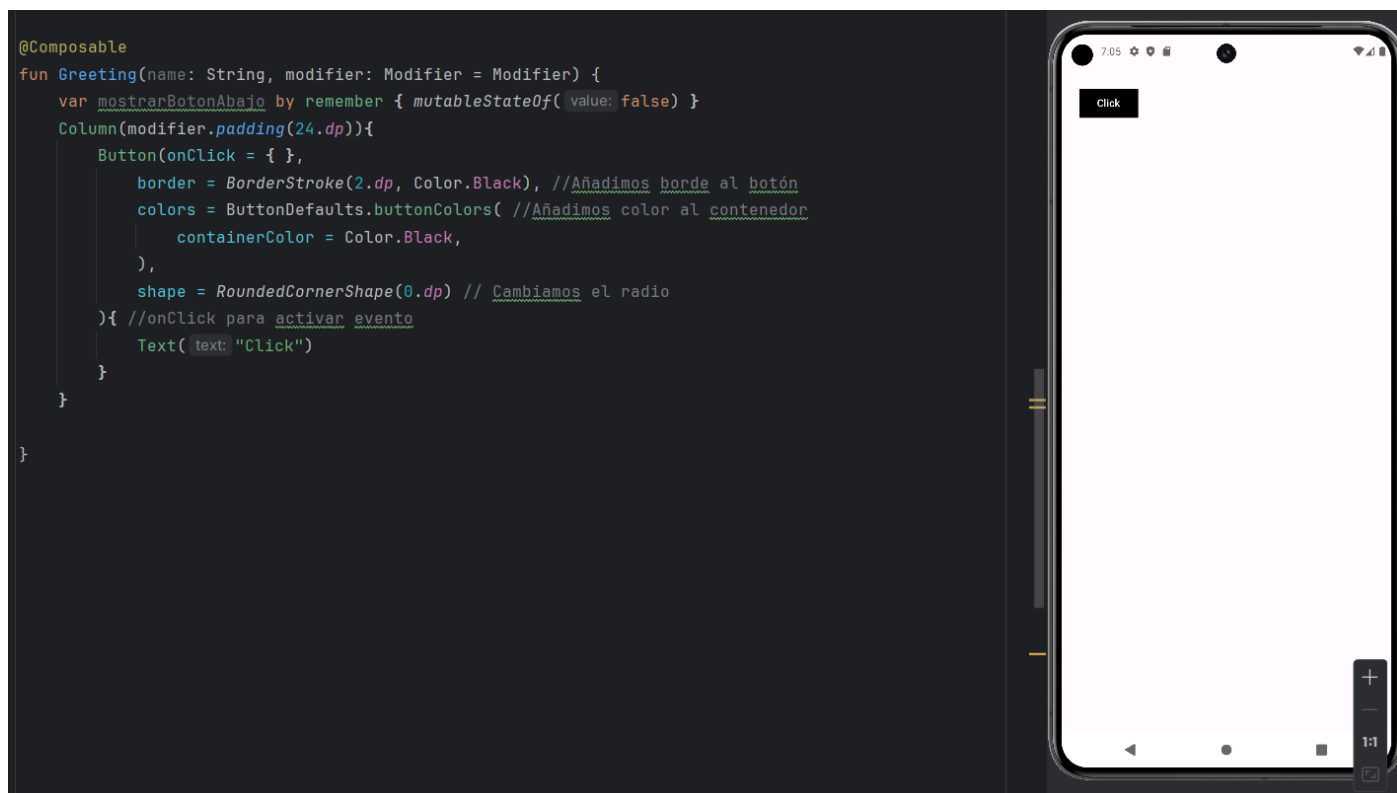 @Composable
fun Greeting(name: String, modifier: Modifier = Modifier) {
    var mostrarBotonAbajo by remember { mutableStateOf( value: false) }
    Column(modifier.padding(24.dp)){
        Button(onClick = { },
            border = BorderStroke(2.dp, Color.Black), //Añadimos borde al botón
            colors = ButtonDefaults.buttonColors( //Añadimos color al contenedor
                containerColor = Color.Black,
            ),
            shape = RoundedCornerShape(0.dp) // Cambiamos el radio
        ){ //onClick para activar evento
            Text( text: "Click")
        }
    }
}
7:05
Click
1:1